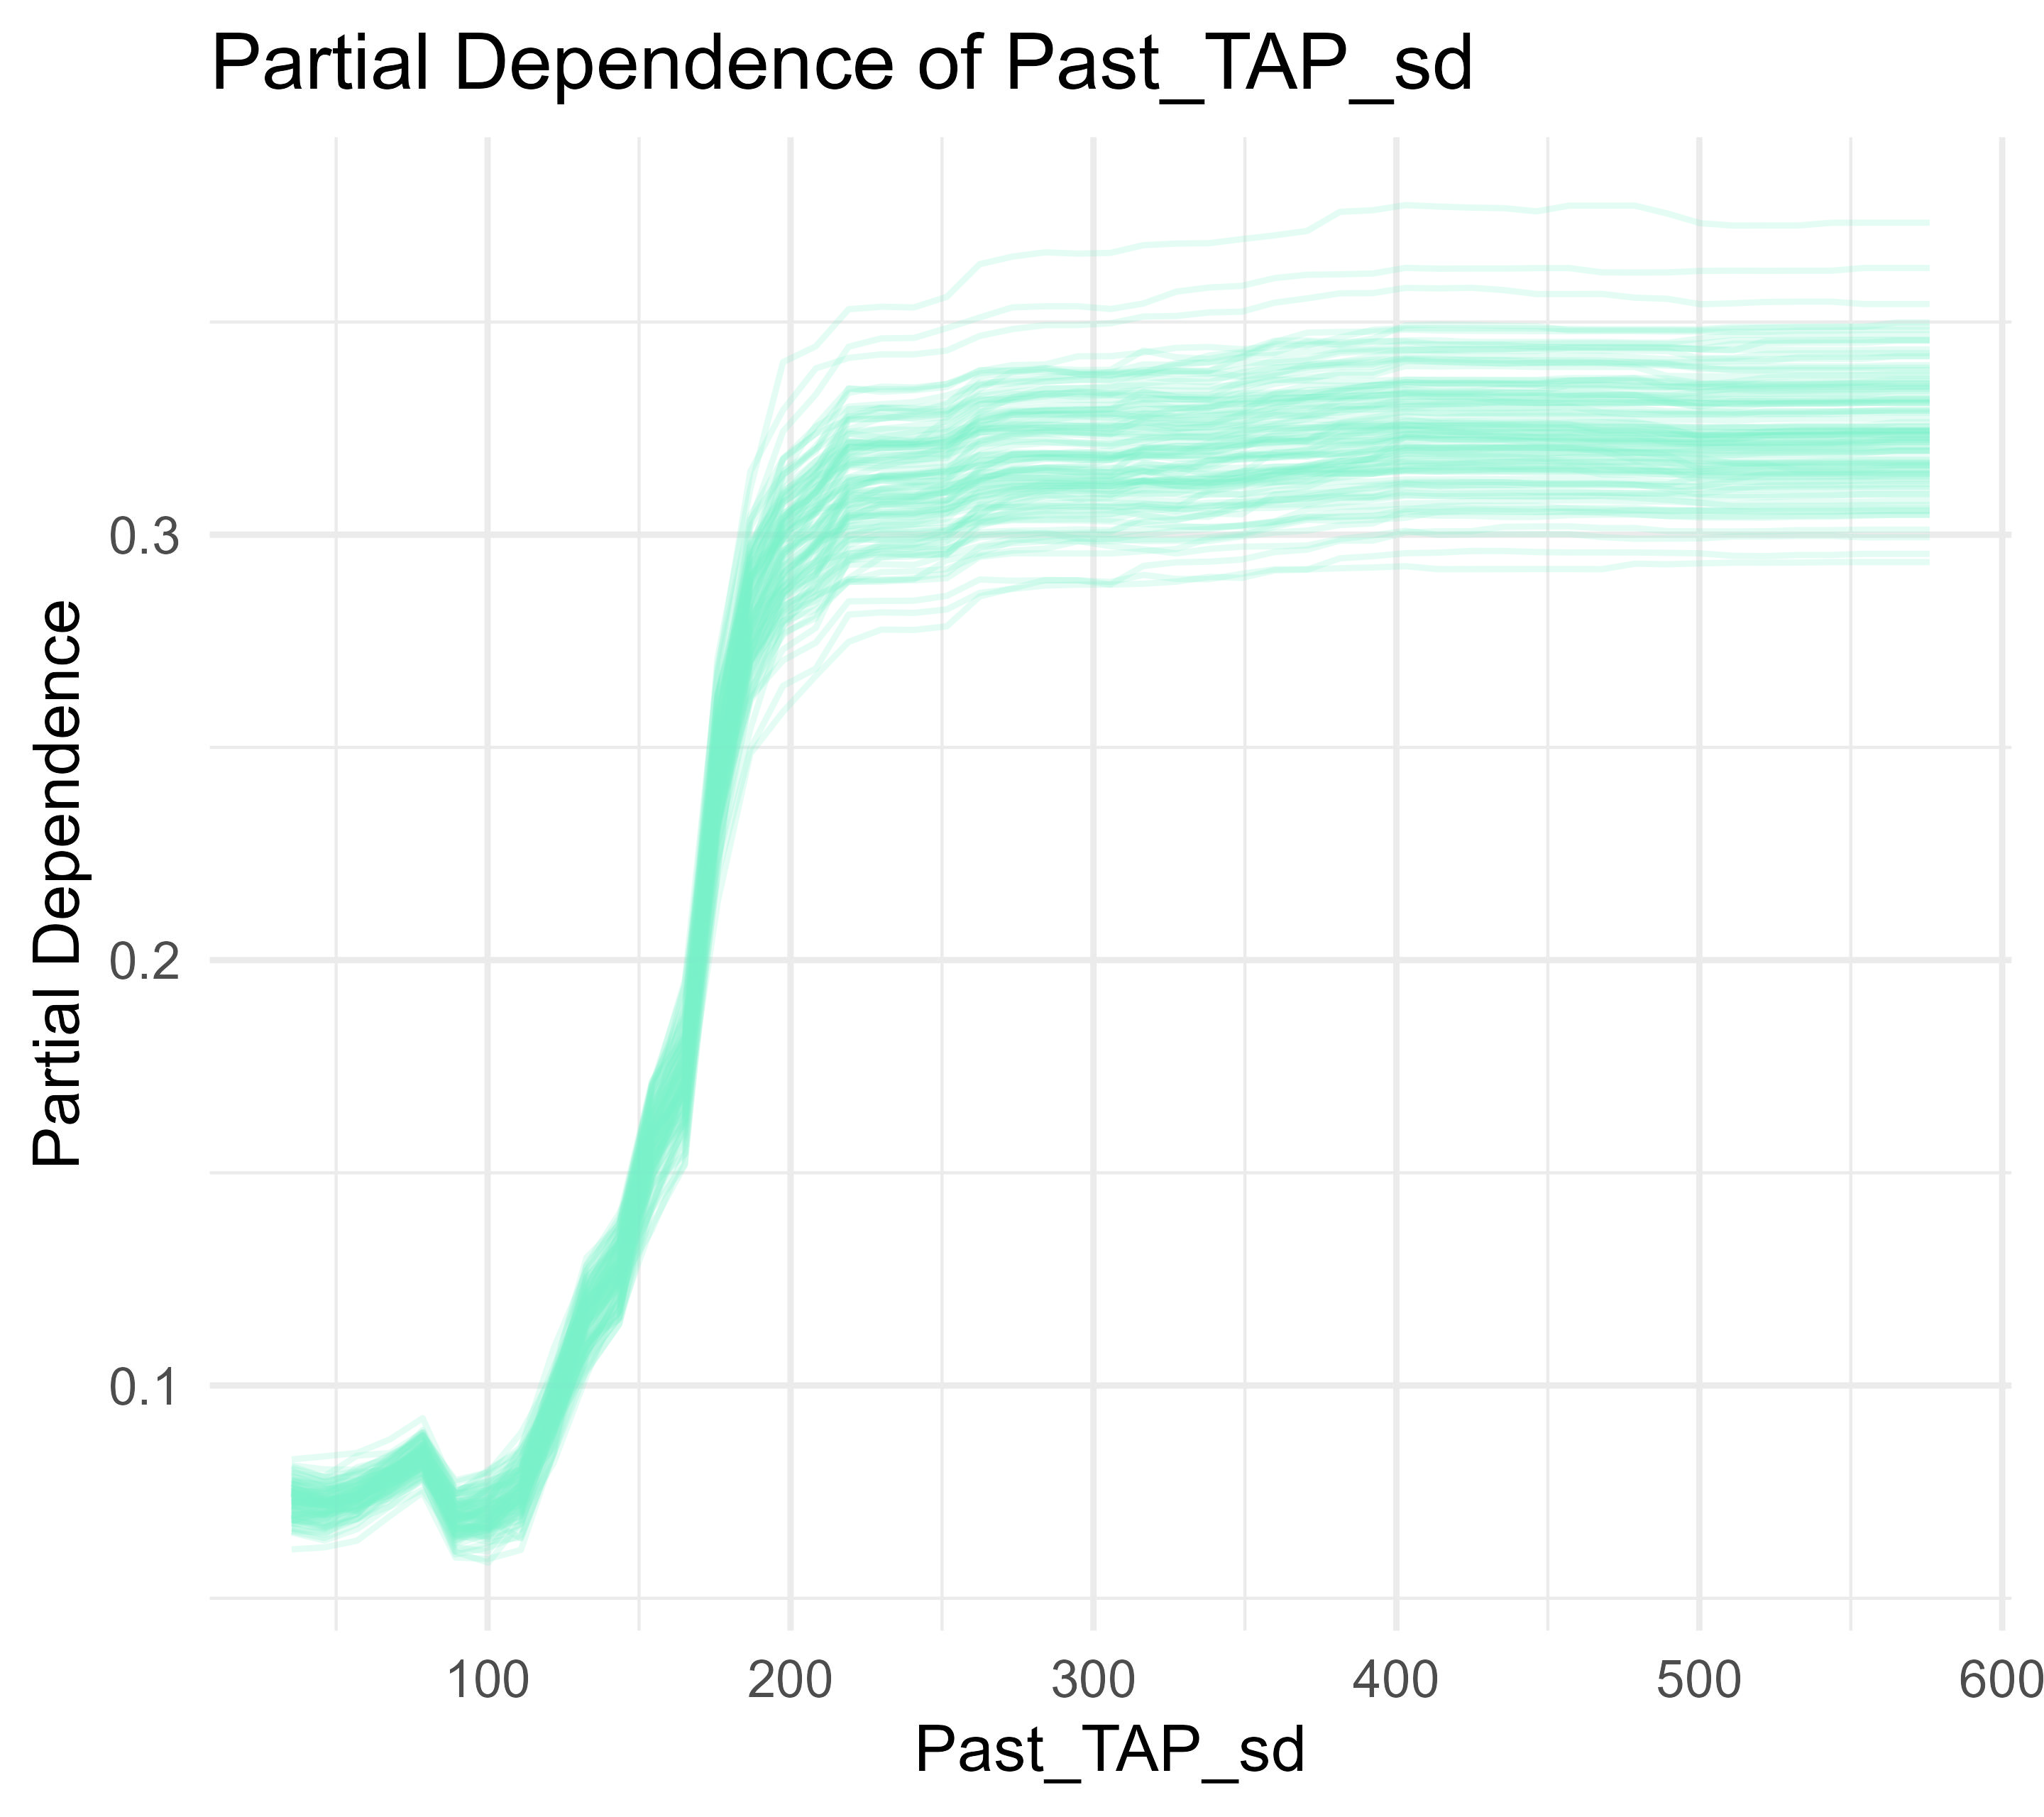 Partial Dependence of Past_TAP_sd
Partial Dependence
0.3
0.2
0.1
100 200 300 400 500 600
Past_TAP_sd